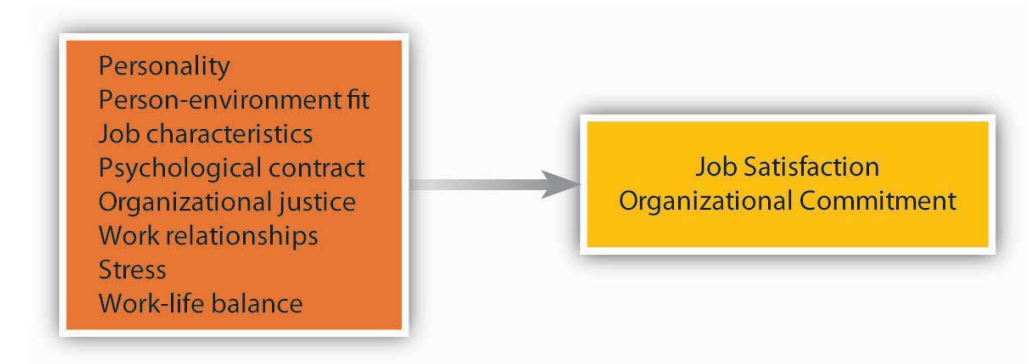 Personality
Person-environment fit
Job characteristics
Psychological contract
Organizational justice
Work relationships
Stress
Work-life balance
Job Satisfaction
Organizational Commitment